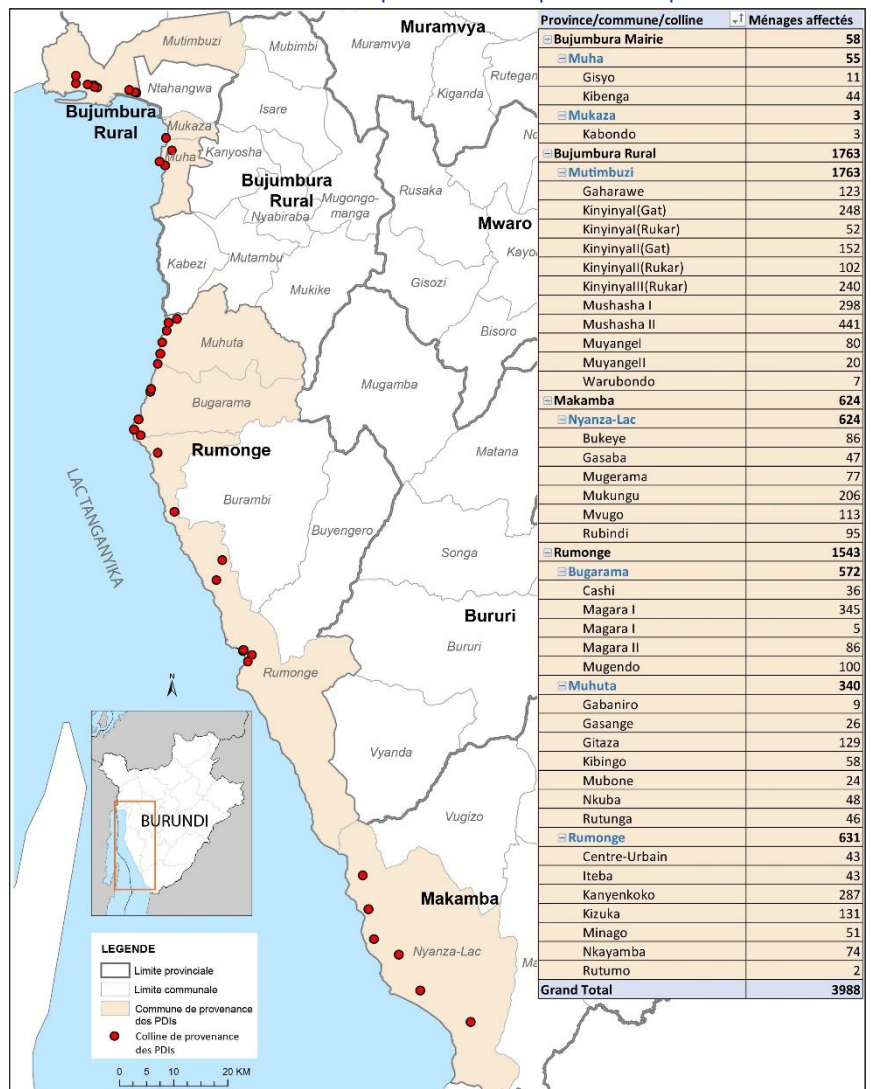 Muramvya
Mutimbuzi
Mubimbi
Muramvya
Kiganda
Ntahangwa
Isare
Bujumbura
Rural
Mukaza
Muha
Kanyosha
Bujumbura
Rural
Mugongo-
manga
Nyabiraba
Rusaka
Mwaro
Kabezi
Mutambu
Mukike
Gisozi
Bisoro
Muhuta
Mugamba
Bugarama
Rumonge
Matana
Burambi
Buyengero
LAC TANGANYIKA
Songa
Bururi
Bururi
Rumonge
N
Vyanda
Vugizo
BURUNDI
Makamba
Nyanza-Lac
LEGENDE
Limite provinciale
Limite communale
Commune de provenance
des PDIs
Colline de provenance
des PDIs
0 5 10 20 KM
Province/commune/colline Ménages affectés
Bujumbura Mairie 58
Muha 55
Gisyo 11
Kibenga 44
Mukaza 3
Kabondo 3
Bujumbura Rural 1763
Mutimbuzi 1763
Gaharawe 123
KinyinyaI(Gat) 248
KinyinyaI(Rukar) 52
KinyinyaII(Gat) 152
KinyinyaII(Rukar) 102
KinyinyaIII(Rukar) 240
Mushasha I 298
Mushasha II 441
MuyangeI 80
MuyangeII 20
Warubondo 7
Makamba 624
Nyanza-Lac 624
Bukeye 86
Gasaba 47
Mugerama 77
Mukungu 206
Mvugo 113
Rubindi 95
Rumonge 1543
Bugarama 572
Cashi 36
Magara I 345
Magara I 5
Magara II 86
Mugendo 100
Muhuta 340
Gabaniro 9
Gasange 26
Gitaza 129
Kibingo 58
Mubone 24
Nkuba 48
Rutunga 46
Rumonge 631
Centre-Urbain 43
Iteba 43
Kanyenkoko 287
Kizuka 131
Minago 51
Nkayamba 74
Rutumo 2
Grand Total 3988